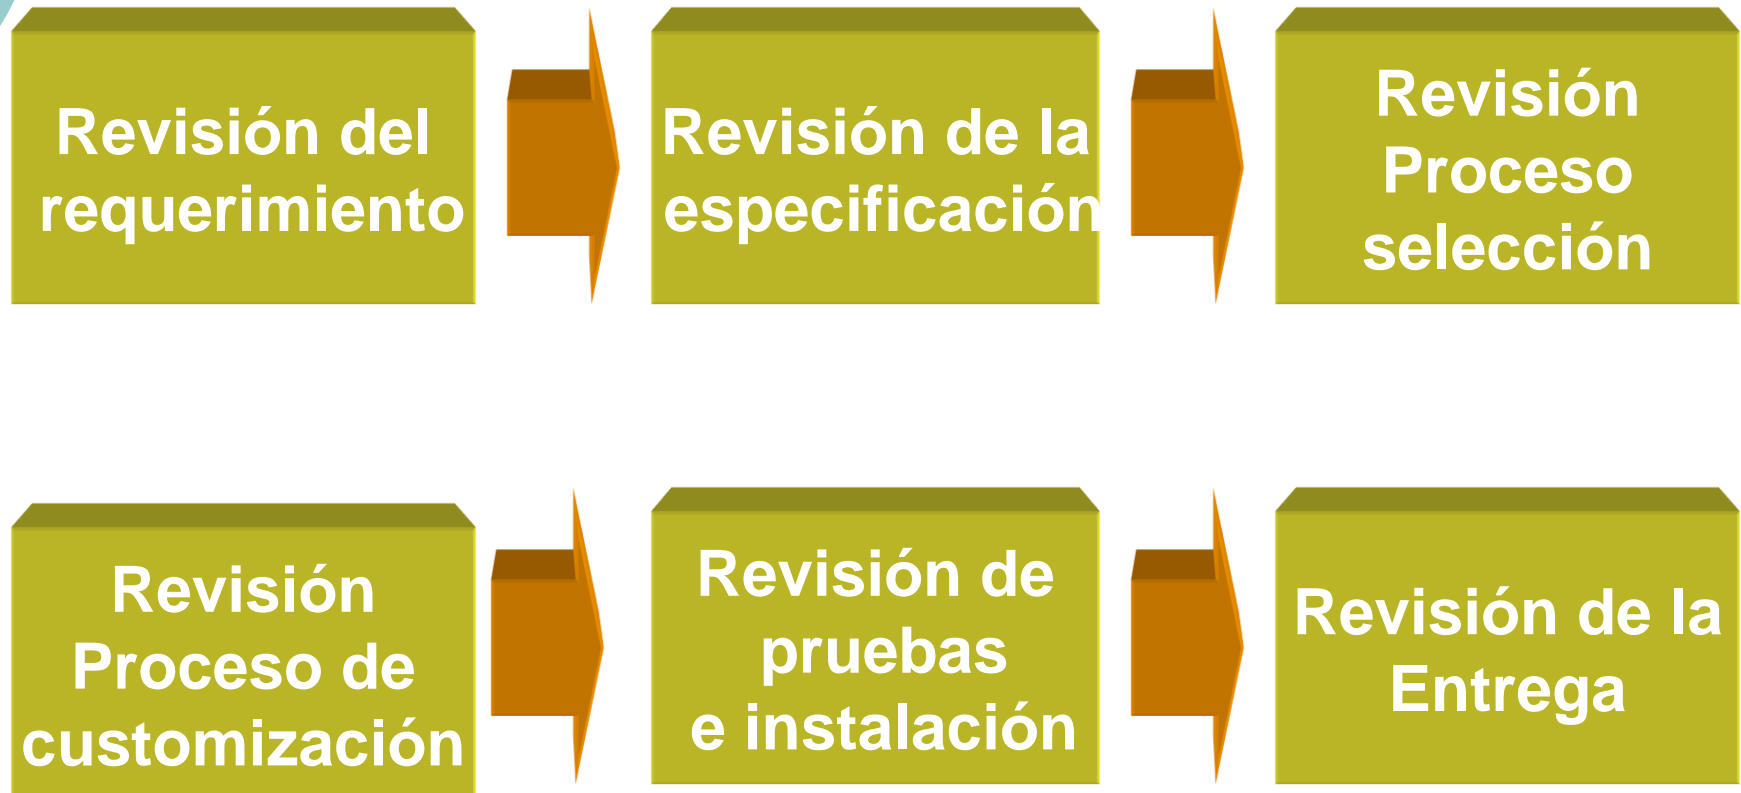 Revisión del
requerimiento
Revisión de la
especificación
Revisión
Proceso
selección
Revisión
Proceso de
customización
Revisión de
pruebas
e instalación
Revisión de la
Entrega